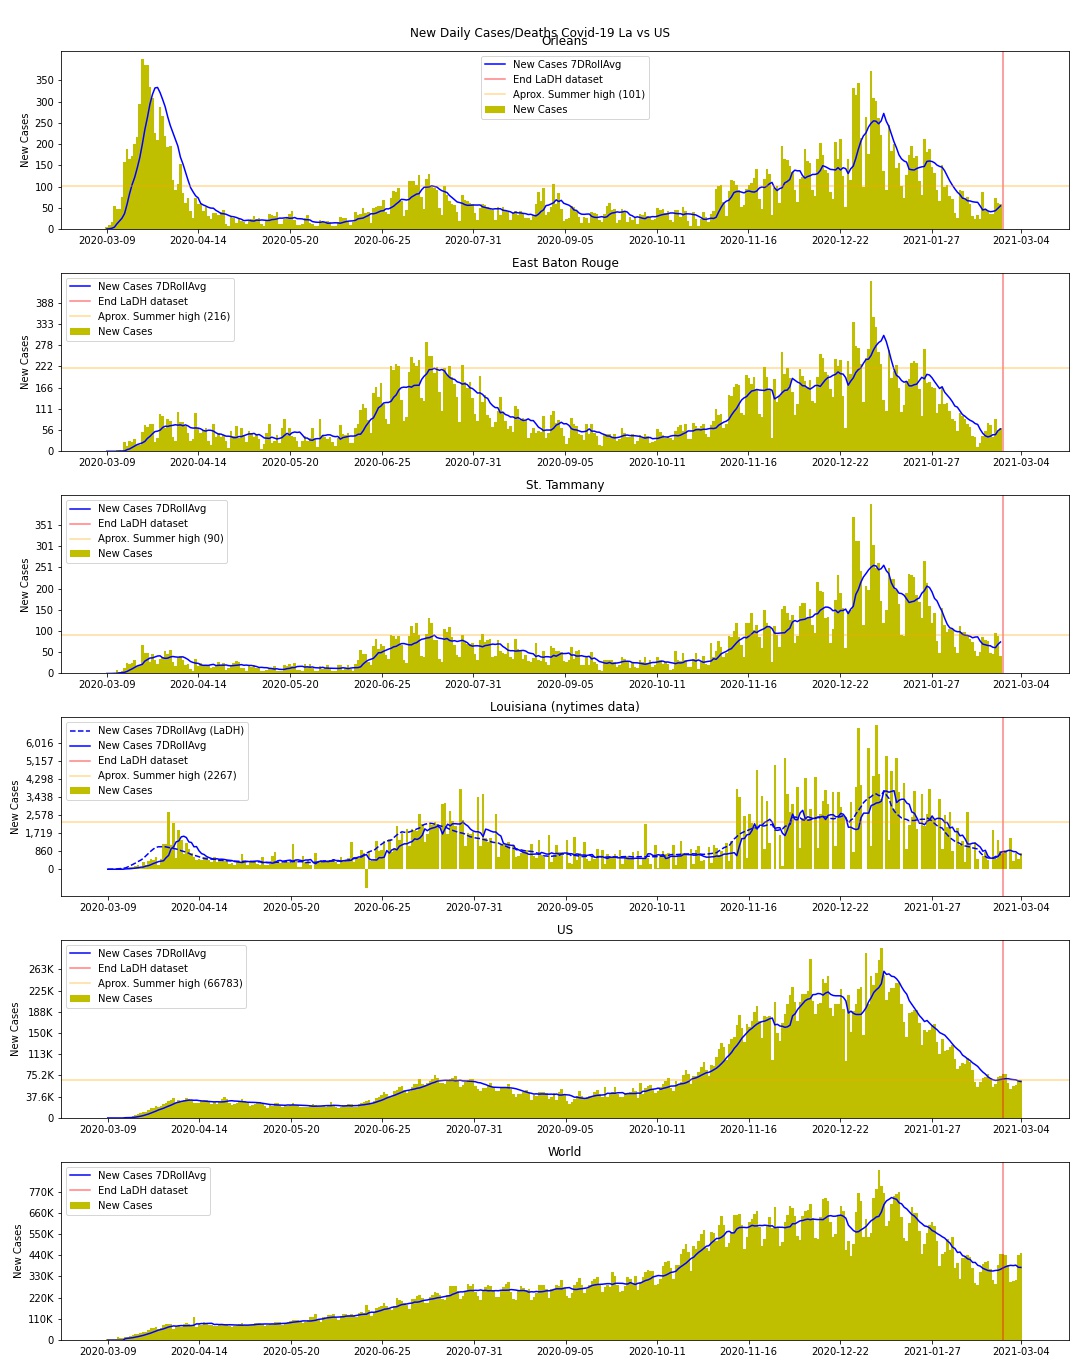 New Daily Cases/Deaths Covid-19 La vs US
Orleans
New Cases
350
300
250
200
150
100
50
0
New Cases 7DRollAvg
End LaDH dataset
Aprox. Summer high (101)
New Cases
2020-03-09 2020-04-14 2020-05-20 2020-06-25 2020-07-31 2020-09-05 2020-10-11 2020-11-16 2020-12-22 2021-01-27 2021-03-04
East Baton Rouge
New Cases
388
333
278
222
166
111
56
0
New Cases 7DRollAvg
End LaDH dataset
Aprox. Summer high (216)
New Cases
2020-03-09 2020-04-14 2020-05-20 2020-06-25 2020-07-31 2020-09-05 2020-10-11 2020-11-16 2020-12-22 2021-01-27 2021-03-04
St. Tammany
New Cases
351
301
251
200
150
100
50
0
New Cases 7DRollAvg
End LaDH dataset
Aprox. Summer high (90)
New Cases
2020-03-09 2020-04-14 2020-05-20 2020-06-25 2020-07-31 2020-09-05 2020-10-11 2020-11-16 2020-12-22 2021-01-27 2021-03-04
Louisiana (nytimes data)
New Cases
6,016
5,157
4,298
3,438
2,578
1,719
860
0
New Cases 7DRollAvg (LaDH)
New Cases 7DRollAvg
End LaDH dataset
Aprox. Summer high (2267)
New Cases
2020-03-09 2020-04-14 2020-05-20 2020-06-25 2020-07-31 2020-09-05 2020-10-11 2020-11-16 2020-12-22 2021-01-27 2021-03-04
US
New Cases
263K
225K
188K
150K
113K
75.2K
37.6K
0
New Cases 7DRollAvg
End LaDH dataset
Aprox. Summer high (66783)
New Cases
2020-03-09 2020-04-14 2020-05-20 2020-06-25 2020-07-31 2020-09-05 2020-10-11 2020-11-16 2020-12-22 2021-01-27 2021-03-04
World
New Cases
770K
660K
550K
440K
330K
220K
110K
0
New Cases 7DRollAvg
End LaDH dataset
New Cases
2020-03-09 2020-04-14 2020-05-20 2020-06-25 2020-07-31 2020-09-05 2020-10-11 2020-11-16 2020-12-22 2021-01-27 2021-03-04